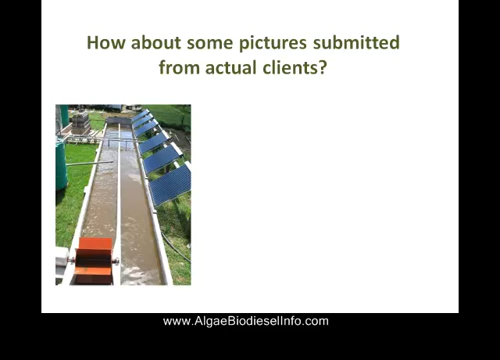 How about some pictures submitted
from actual clients?
www.AlgaeBiodieselInfo.com